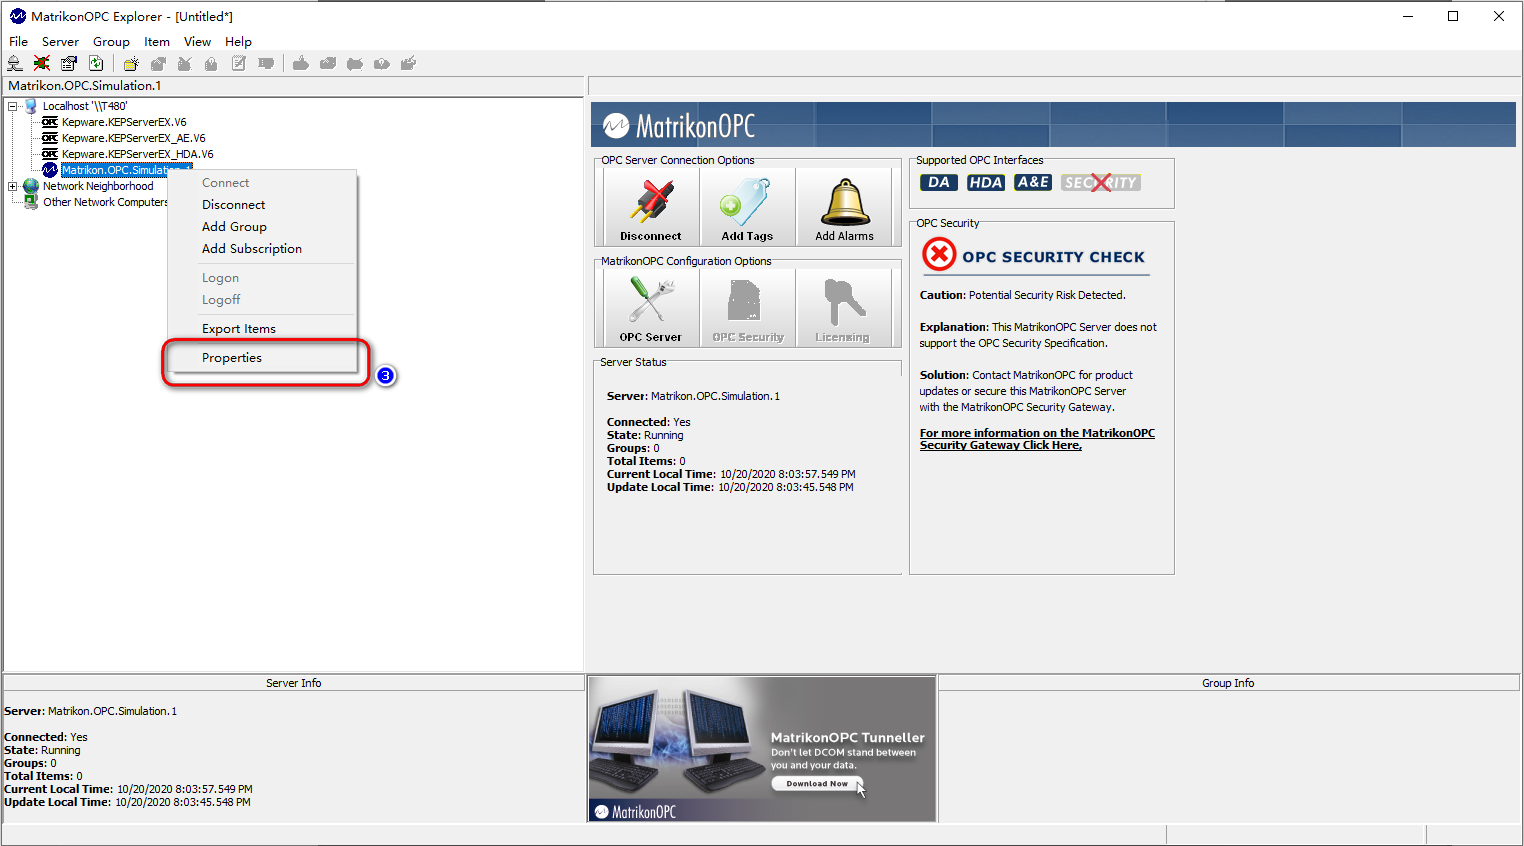 MatrikonOPC Explorer - [Untitled*]
File Server Group Item View Help
Matrikon.OPC.Simulation.1
Localhost '\\T480'
Kepware.KEPServerEX.V6
Kepware.KEPServerEX_AE.V6
Kepware.KEPServerEX_HDA.V6
Matrikon.OPC.Simulation.1
Network Neighborhood
Other Network Computers
Connect
Disconnect
Add Group
Add Subscription
Logon
Logoff
Export Items
Properties
3
MatrikonOPC
OPC Server Connection Options
Disconnect
Add Tags
Add Alarms
MatrikonOPC Configuration Options
OPC Server
OPC Security
Licensing
Server Status
Server: Matrikon.OPC.Simulation.1
Connected: Yes
State: Running
Groups: 0
Total Items: 0
Current Local Time: 10/20/2020 8:03:57.549 PM
Update Local Time: 10/20/2020 8:03:45.548 PM
Supported OPC Interfaces
DA HDA A&E SECURITY
OPC Security
OPC SECURITY CHECK
Caution: Potential Security Risk Detected.
Explanation: This MatrikonOPC Server does not
support the OPC Security Specification.
Solution: Contact MatrikonOPC for product
updates or secure this MatrikonOPC Server
with the MatrikonOPC Security Gateway.
For more information on the MatrikonOPC
Security Gateway Click Here.
Server Info
Server: Matrikon.OPC.Simulation.1
Connected: Yes
State: Running
Groups: 0
Total Items: 0
Current Local Time: 10/20/2020 8:03:57.549 PM
Update Local Time: 10/20/2020 8:03:45.548 PM
MatrikonOPC Tunneller
Don't let DCOM stand between
you and your data.
Download Now
MatrikonOPC
Group Info